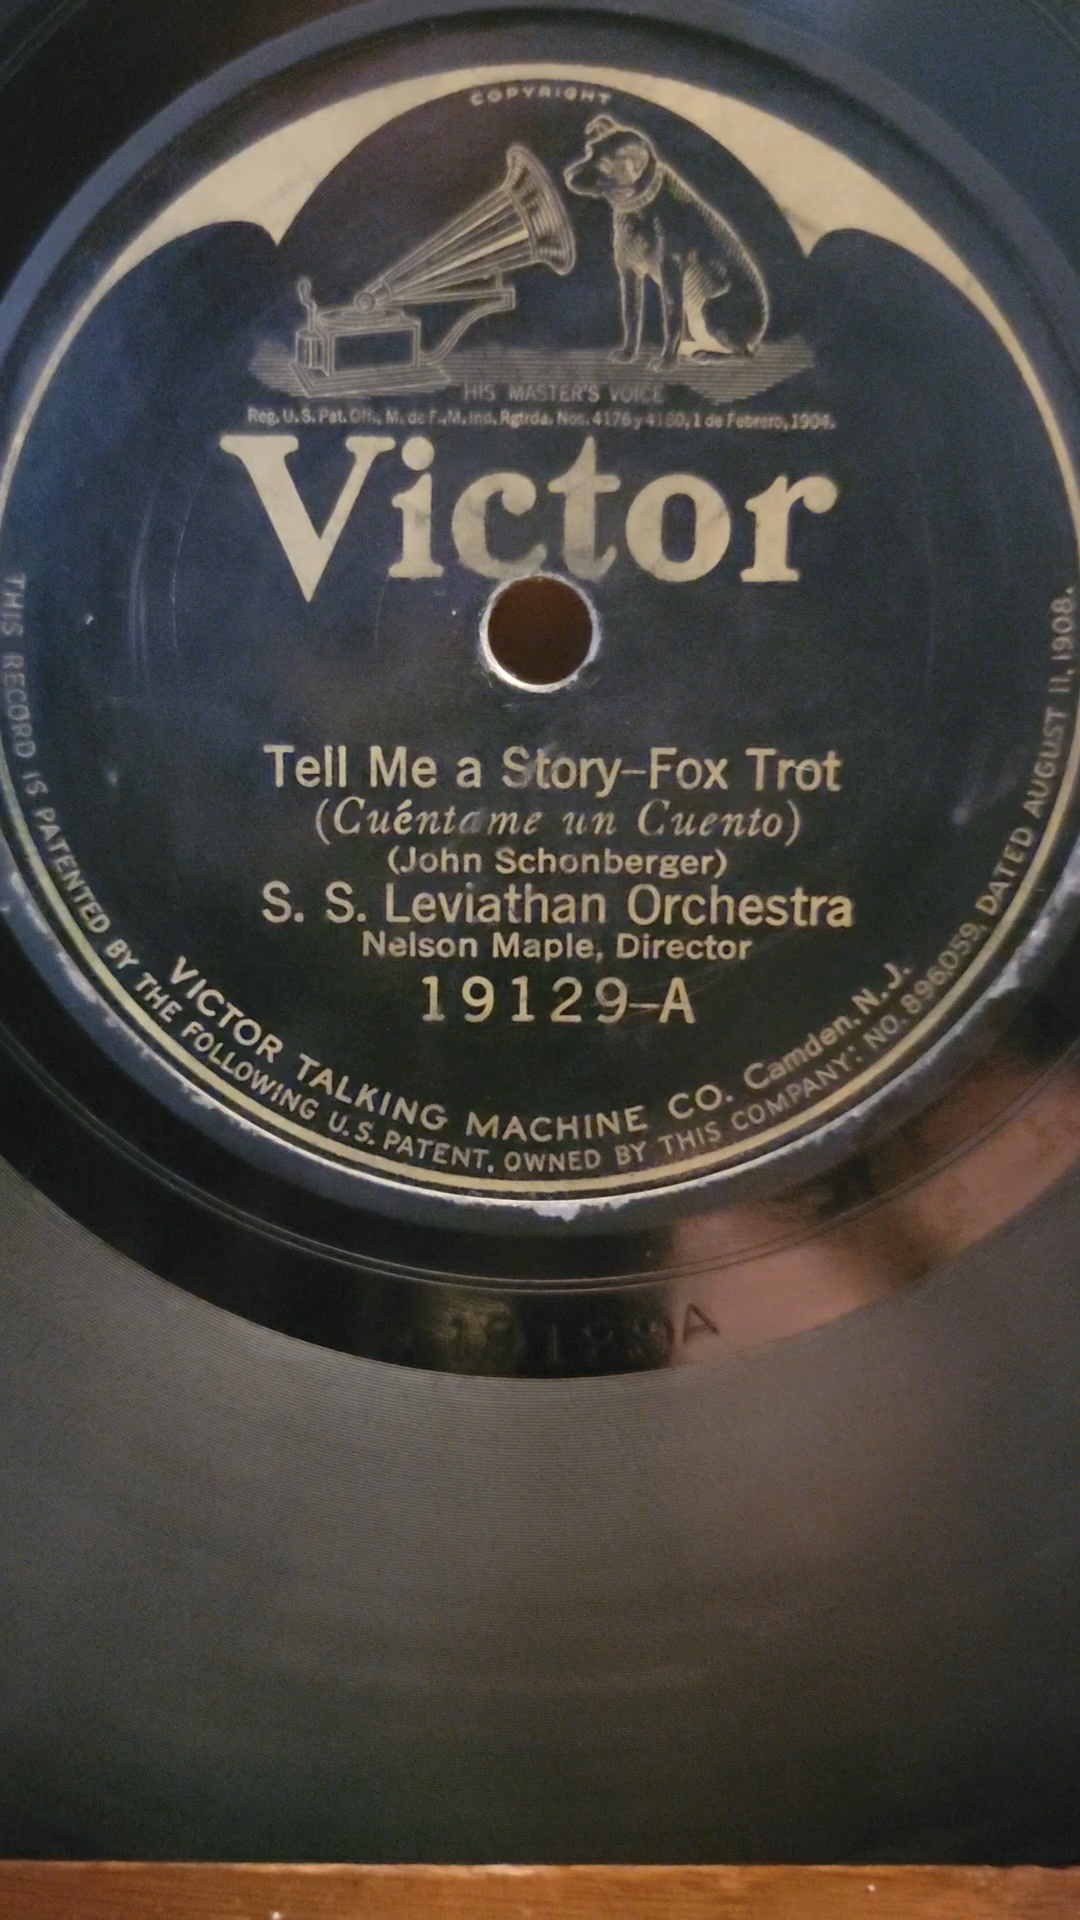 COPYRIGHT
HIS MASTER'S VOICE
Reg. U.S. Pat. Off., M. de F., M. Ind. Rgtrda. Nos. 4176 y 4180, 1 de Febrero, 1904.
Victor
Tell Me a Story–Fox Trot
(Cuéntame un Cuento)
(John Schonberger)
S. S. Leviathan Orchestra
Nelson Maple, Director
19129–A
VICTOR TALKING MACHINE CO. Camden, N.J.
THIS RECORD IS PATENTED BY THE FOLLOWING U.S. PATENT, OWNED BY THIS COMPANY: NO. 896,059, DATED AUGUST 11, 1908.
19129A